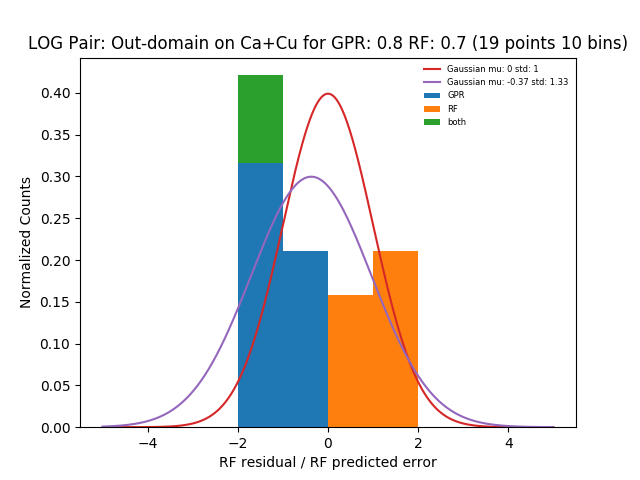 LOG Pair: Out-domain on Ca+Cu for GPR: 0.8 RF: 0.7 (19 points 10 bins)
Gaussian mu: 0 std: 1
Gaussian mu: -0.37 std: 1.33
GPR
RF
both
Normalized Counts
0.40
0.35
0.30
0.25
0.20
0.15
0.10
0.05
0.00
−4 −2 0 2 4
RF residual / RF predicted error